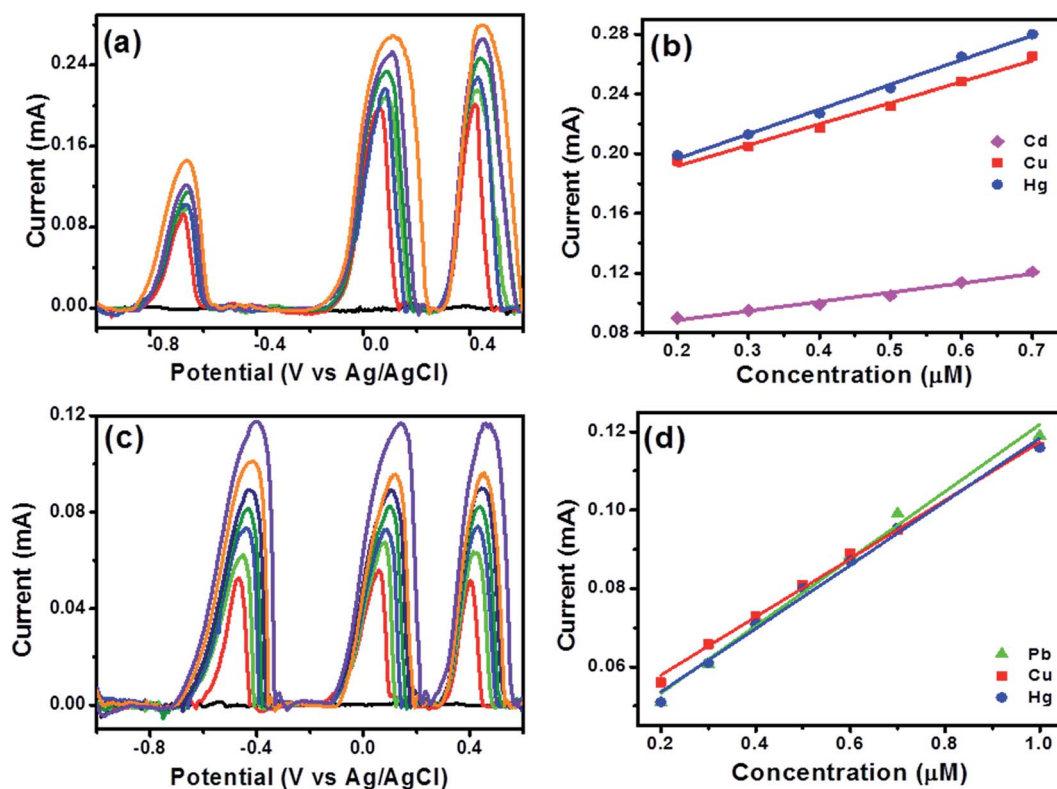 (a)
Current (mA)
0.24
0.16
0.08
0.00
-0.8
-0.4
0.0
0.4
Potential (V vs Ag/AgCl)
(b)
Current (mA)
0.28
0.24
0.20
0.16
0.12
0.08
0.2
0.3
0.4
0.5
0.6
0.7
Concentration (µM)
Cd
Cu
Hg
(c)
Current (mA)
0.12
0.08
0.04
0.00
-0.8
-0.4
0.0
0.4
Potential (V vs Ag/AgCl)
(d)
Current (mA)
0.12
0.10
0.08
0.06
0.2
0.4
0.6
0.8
1.0
Concentration (µM)
Pb
Cu
Hg